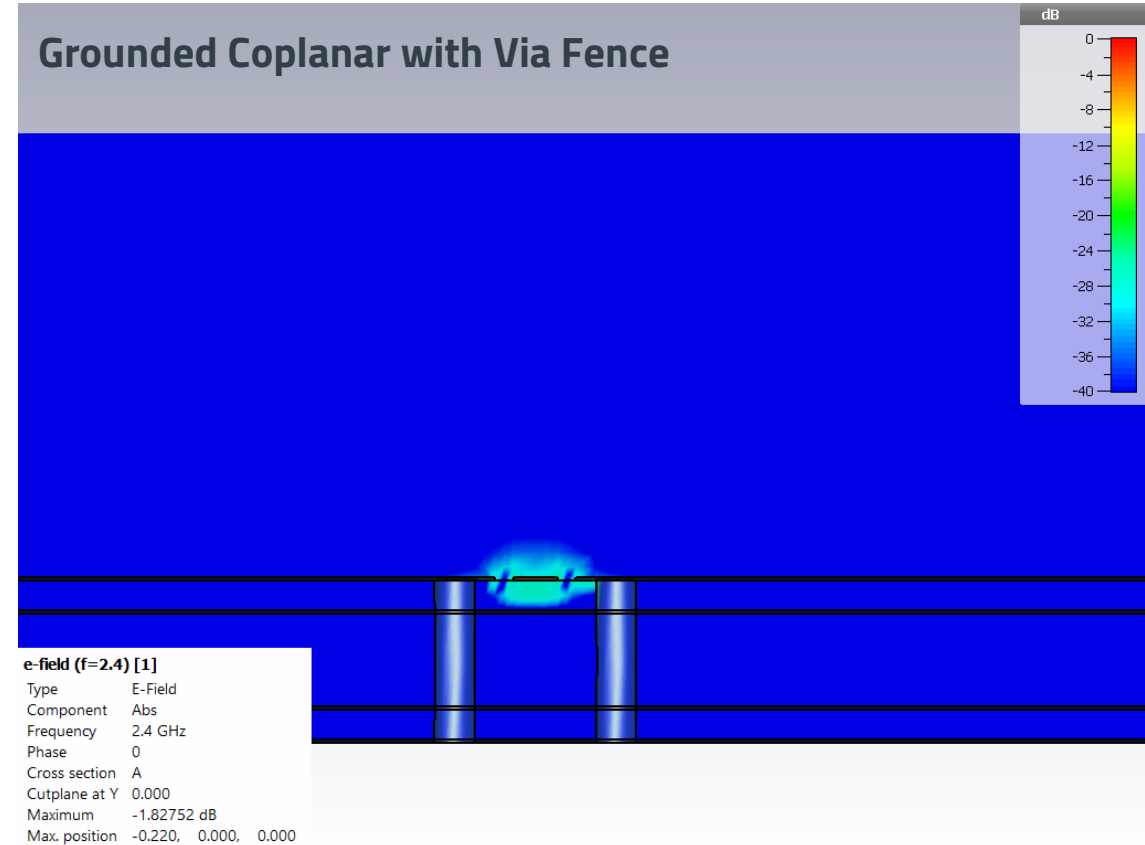 Grounded Coplanar with Via Fence
dB
0
-4
-8
-12
-16
-20
-24
-28
-32
-36
-40
e-field (f=2.4) [1]
Type E-Field
Component Abs
Frequency 2.4 GHz
Phase 0
Cross section A
Cutplane at Y 0.000
Maximum -1.82752 dB
Max. position -0.220, 0.000, 0.000